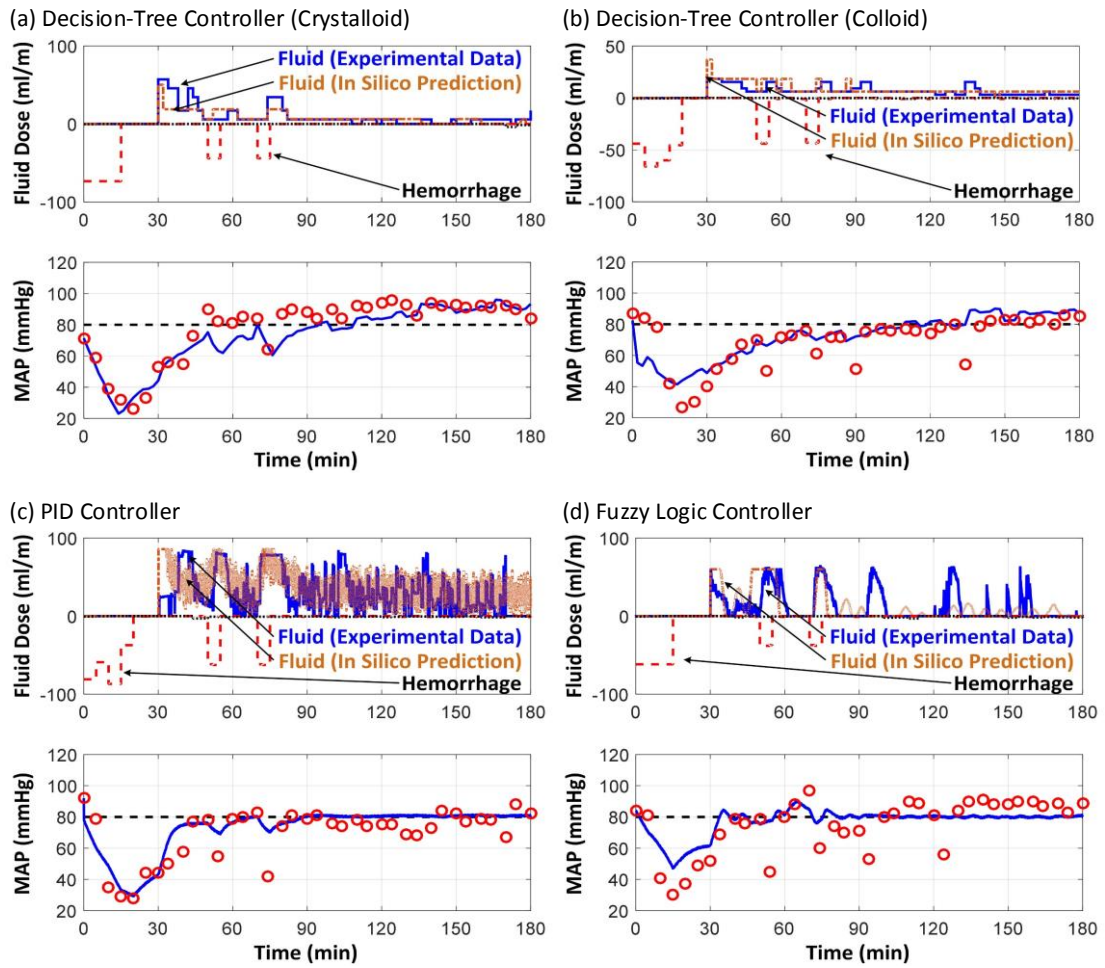 (a) Decision-Tree Controller (Crystalloid)
100
0
-100
Fluid Dose (ml/m)
Fluid (Experimental Data)
Fluid (In Silico Prediction)
Hemorrhage
0 30 60 90 120 150 180
120
100
80
60
40
20
MAP (mmHg)
0 30 60 90 120 150 180
Time (min)
(b) Decision-Tree Controller (Colloid)
50
0
-50
-100
Fluid Dose (ml/m)
Fluid (Experimental Data)
Fluid (In Silico Prediction)
Hemorrhage
0 30 60 90 120 150 180
120
100
80
60
40
20
MAP (mmHg)
0 30 60 90 120 150 180
Time (min)
(c) PID Controller
100
0
-100
Fluid Dose (ml/m)
Fluid (Experimental Data)
Fluid (In Silico Prediction)
Hemorrhage
0 30 60 90 120 150 180
120
100
80
60
40
20
MAP (mmHg)
0 30 60 90 120 150 180
Time (min)
(d) Fuzzy Logic Controller
100
0
-100
Fluid Dose (ml/m)
Fluid (Experimental Data)
Fluid (In Silico Prediction)
Hemorrhage
0 30 60 90 120 150 180
120
100
80
60
40
20
MAP (mmHg)
0 30 60 90 120 150 180
Time (min)